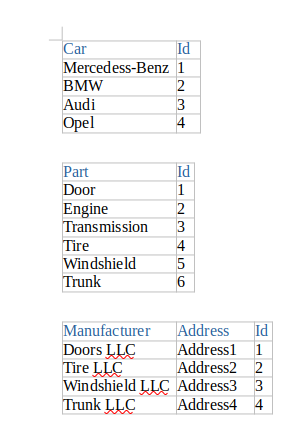 Car Id
Mercedess-Benz 1
BMW 2
Audi 3
Opel 4
Part Id
Door 1
Engine 2
Transmission 3
Tire 4
Windshield 5
Trunk 6
Manufacturer Address Id
Doors LLC Address1 1
Tire LLC Address2 2
Windshield LLC Address3 3
Trunk LLC Address4 4